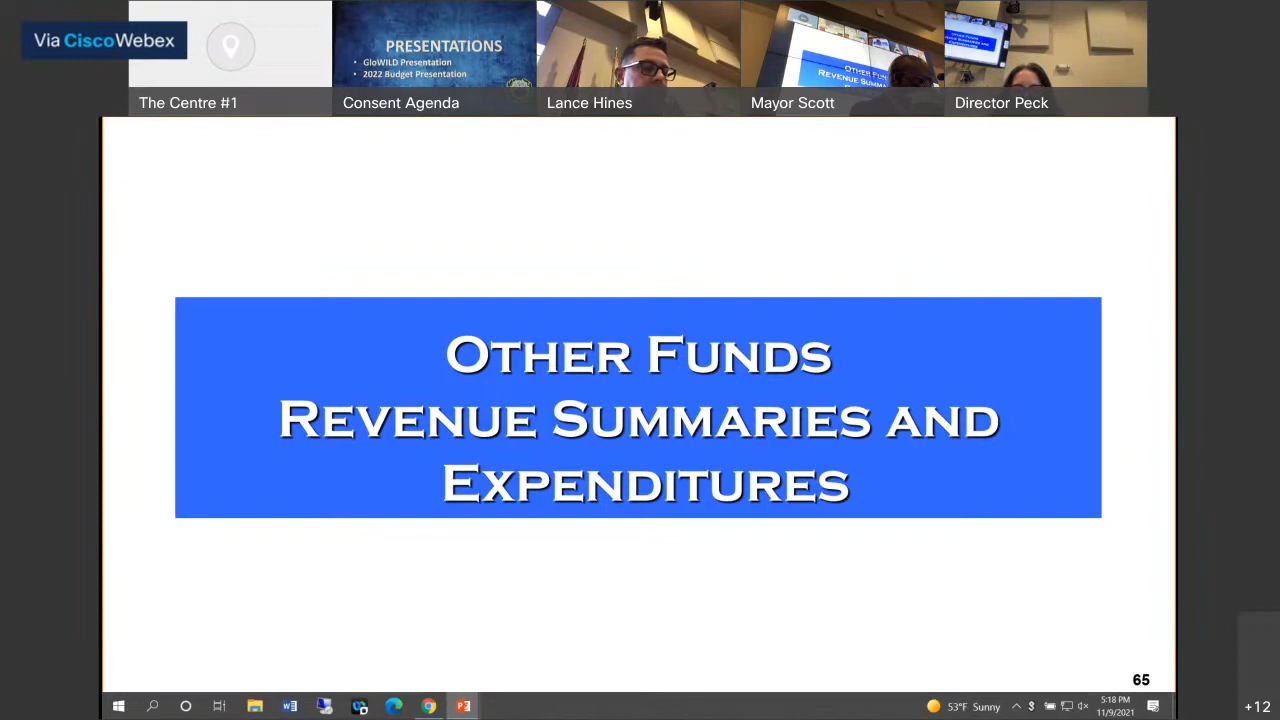 Via CiscoWebex
PRESENTATIONS
• GloWILD Presentation
• 2022 Budget Presentation
The Centre #1
Consent Agenda
Lance Hines
Mayor Scott
Director Peck
OTHER FUNDS
REVENUE SUMMARIES AND
EXPENDITURES
65
53°F Sunny
5:18 PM
11/9/2021
+12